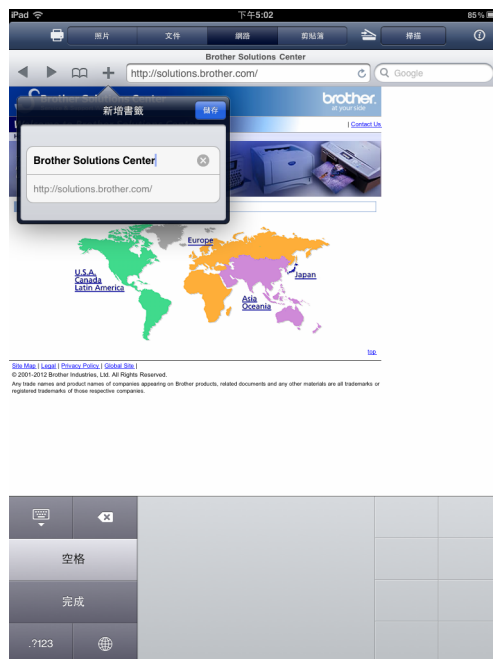 iPad 下午5:02 85%
照片 文件 網路 剪貼簿 掃描
Brother Solutions Center
http://solutions.brother.com/ Google
brother.
at your side
新增書籤 儲存
Contact Us
Brother Solutions Center
http://solutions.brother.com/
Europe
U.S.A.
Canada
Latin America
Japan
Asia
Oceania
top
Site Map | Legal | Privacy Policy | Global Site |
© 2001-2012 Brother Industries, Ltd. All Rights Reserved.
Any trade names and product names of companies appearing on Brother products, related documents and any other materials are all trademarks or
registered trademarks of those respective companies.
空格
完成
.?123